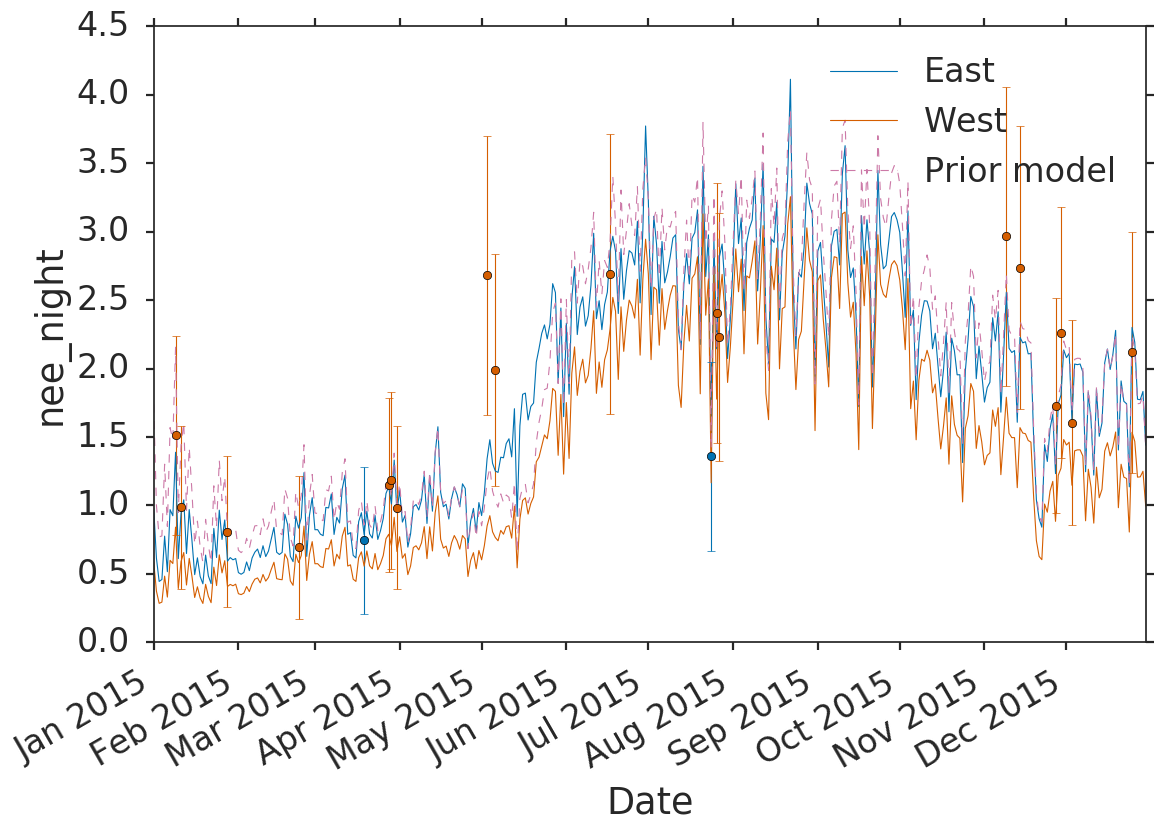 4.5
4.0
3.5
3.0
2.5
2.0
1.5
1.0
0.5
0.0
nee_night
East
West
Prior model
Jan 2015
Feb 2015
Mar 2015
Apr 2015
May 2015
Jun 2015
Jul 2015
Aug 2015
Sep 2015
Oct 2015
Nov 2015
Dec 2015
Date